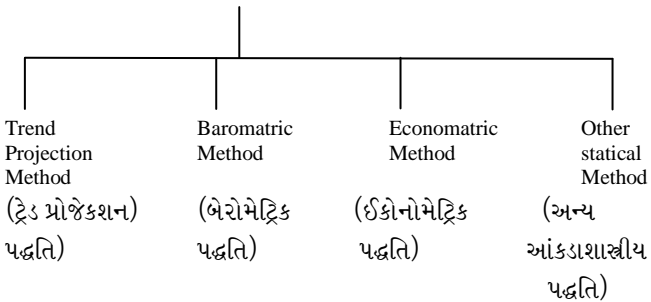 Trend
Projection
Method
(ટ્રેડ પ્રોજેકશન)
પદ્ધતિ)
Baromatric
Method
(બેરોમેટ્રિક
પદ્ધતિ)
Economatric
Method
(ઈકોનોમેટ્રિક
પદ્ધતિ)
Other
statical
Method
(અન્ય
આંકડાશાસ્ત્રીય
પદ્ધતિ)